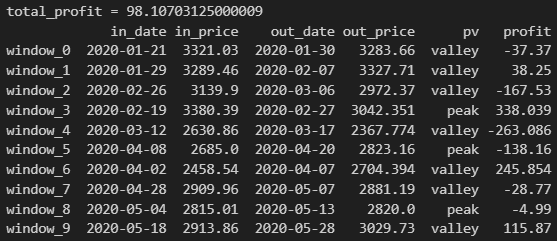 total_profit = 98.10703125000009
in_date in_price out_date out_price pv profit
window_0 2020-01-21 3321.03 2020-01-30 3283.66 valley -37.37
window_1 2020-01-29 3289.46 2020-02-07 3327.71 valley 38.25
window_2 2020-02-26 3139.9 2020-03-06 2972.37 valley -167.53
window_3 2020-02-19 3380.39 2020-02-27 3042.351 peak 338.039
window_4 2020-03-12 2630.86 2020-03-17 2367.774 valley -263.086
window_5 2020-04-08 2685.0 2020-04-20 2823.16 peak -138.16
window_6 2020-04-02 2458.54 2020-04-07 2704.394 valley 245.854
window_7 2020-04-28 2909.96 2020-05-07 2881.19 valley -28.77
window_8 2020-05-04 2815.01 2020-05-13 2820.0 peak -4.99
window_9 2020-05-18 2913.86 2020-05-28 3029.73 valley 115.87